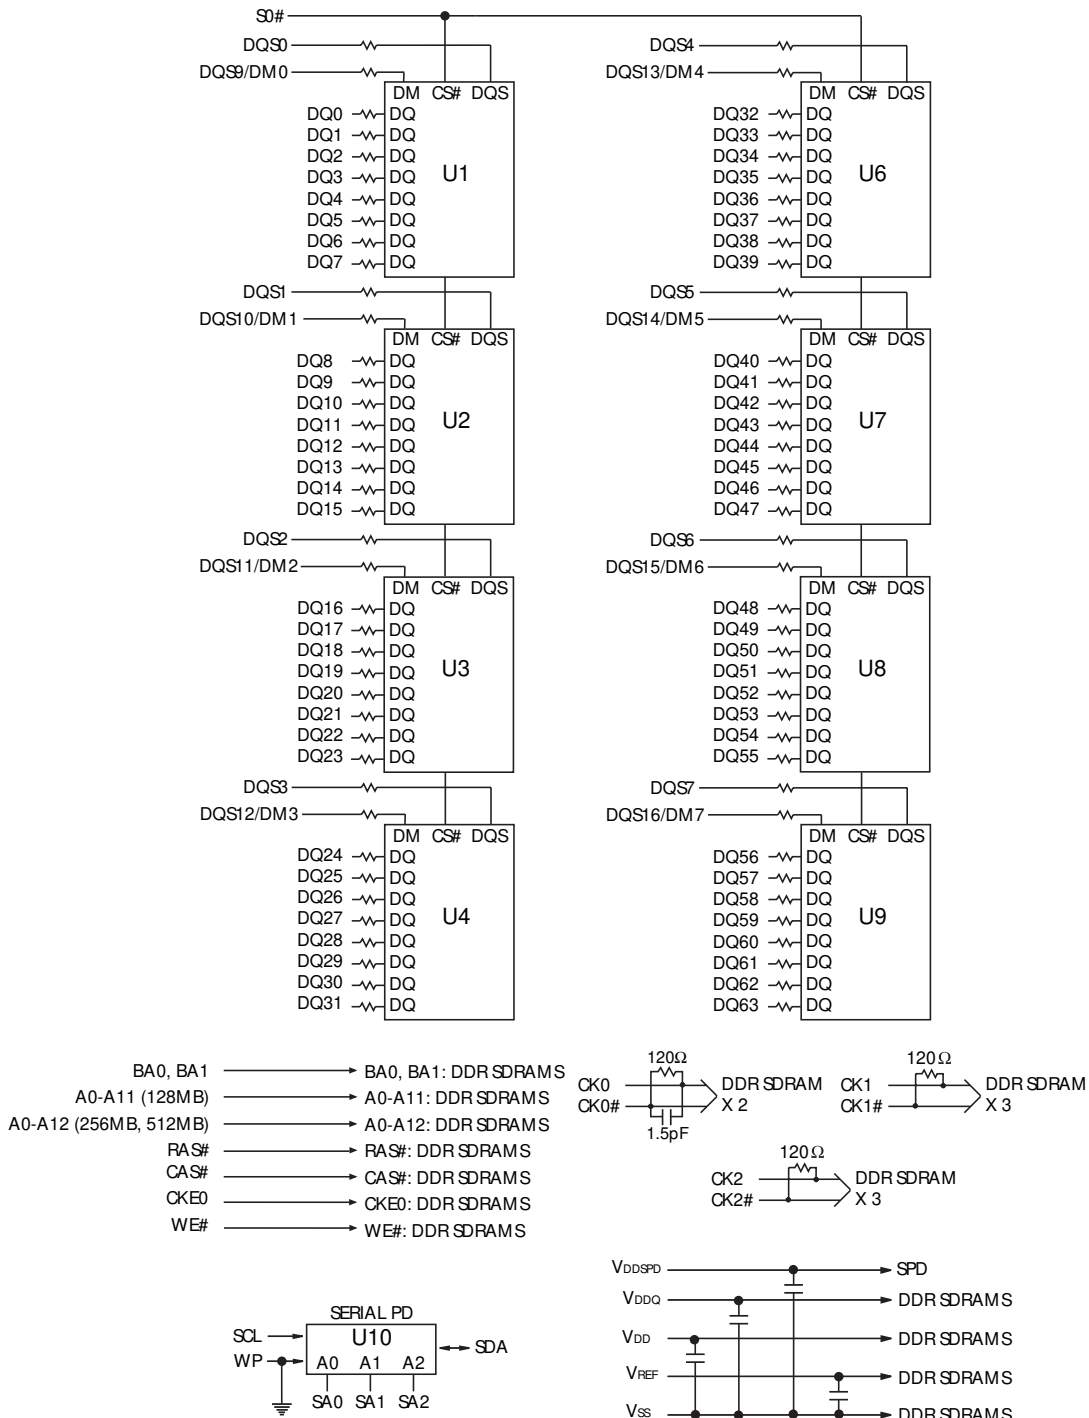 S0#
DQS0
DQS9/DM0
DM CS# DQS
DQ0 DQ
DQ1 DQ
DQ2 DQ
DQ3 DQ
DQ4 DQ
DQ5 DQ
DQ6 DQ
DQ7 DQ
U1
DQS1
DQS10/DM1
DM CS# DQS
DQ8 DQ
DQ9 DQ
DQ10 DQ
DQ11 DQ
DQ12 DQ
DQ13 DQ
DQ14 DQ
DQ15 DQ
U2
DQS2
DQS11/DM2
DM CS# DQS
DQ16 DQ
DQ17 DQ
DQ18 DQ
DQ19 DQ
DQ20 DQ
DQ21 DQ
DQ22 DQ
DQ23 DQ
U3
DQS3
DQS12/DM3
DM CS# DQS
DQ24 DQ
DQ25 DQ
DQ26 DQ
DQ27 DQ
DQ28 DQ
DQ29 DQ
DQ30 DQ
DQ31 DQ
U4
DQS4
DQS13/DM4
DM CS# DQS
DQ32 DQ
DQ33 DQ
DQ34 DQ
DQ35 DQ
DQ36 DQ
DQ37 DQ
DQ38 DQ
DQ39 DQ
U6
DQS5
DQS14/DM5
DM CS# DQS
DQ40 DQ
DQ41 DQ
DQ42 DQ
DQ43 DQ
DQ44 DQ
DQ45 DQ
DQ46 DQ
DQ47 DQ
U7
DQS6
DQS15/DM6
DM CS# DQS
DQ48 DQ
DQ49 DQ
DQ50 DQ
DQ51 DQ
DQ52 DQ
DQ53 DQ
DQ54 DQ
DQ55 DQ
U8
DQS7
DQS16/DM7
DM CS# DQS
DQ56 DQ
DQ57 DQ
DQ58 DQ
DQ59 DQ
DQ60 DQ
DQ61 DQ
DQ62 DQ
DQ63 DQ
U9
BA0, BA1 BA0, BA1: DDR SDRAMS
A0-A11 (128MB) A0-A11: DDR SDRAMS
A0-A12 (256MB, 512MB) A0-A12: DDR SDRAMS
RAS# RAS#: DDR SDRAMS
CAS# CAS#: DDR SDRAMS
CKE0 CKE0: DDR SDRAMS
WE# WE#: DDR SDRAMS
120Ω
CK0 DDR SDRAM
CK0# X 2
1.5pF
120Ω
CK1 DDR SDRAM
CK1# X 3
120Ω
CK2 DDR SDRAM
CK2# X 3
SERIAL PD
SCL U10 SDA
WP A0 A1 A2
SA0 SA1 SA2
VDDSPD SPD
VDDQ DDR SDRAMS
VDD DDR SDRAMS
VREF DDR SDRAMS
VSS DDR SDRAMS